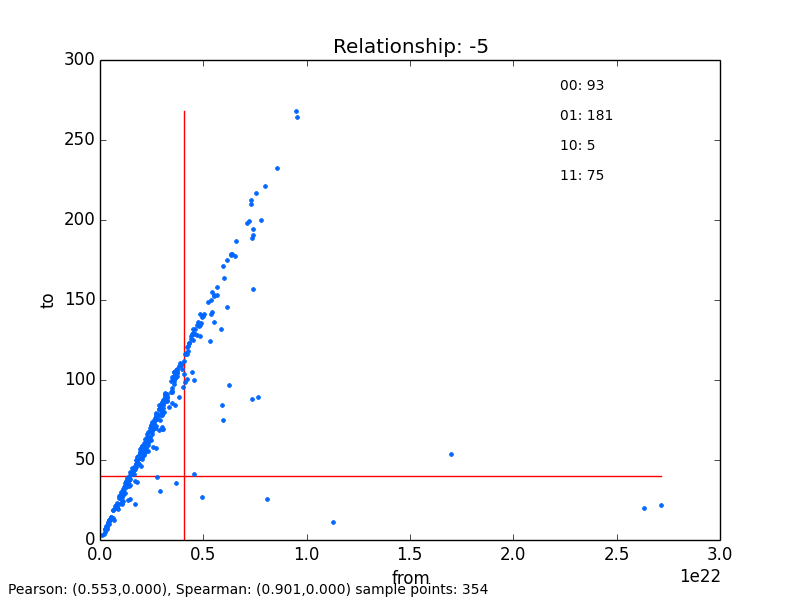 Relationship: -5
300
250
200
150
100
50
0
to
00: 93
01: 181
10: 5
11: 75
0.0 0.5 1.0 1.5 2.0 2.5 3.0
from
1e22
Pearson: (0.553,0.000), Spearman: (0.901,0.000) sample points: 354